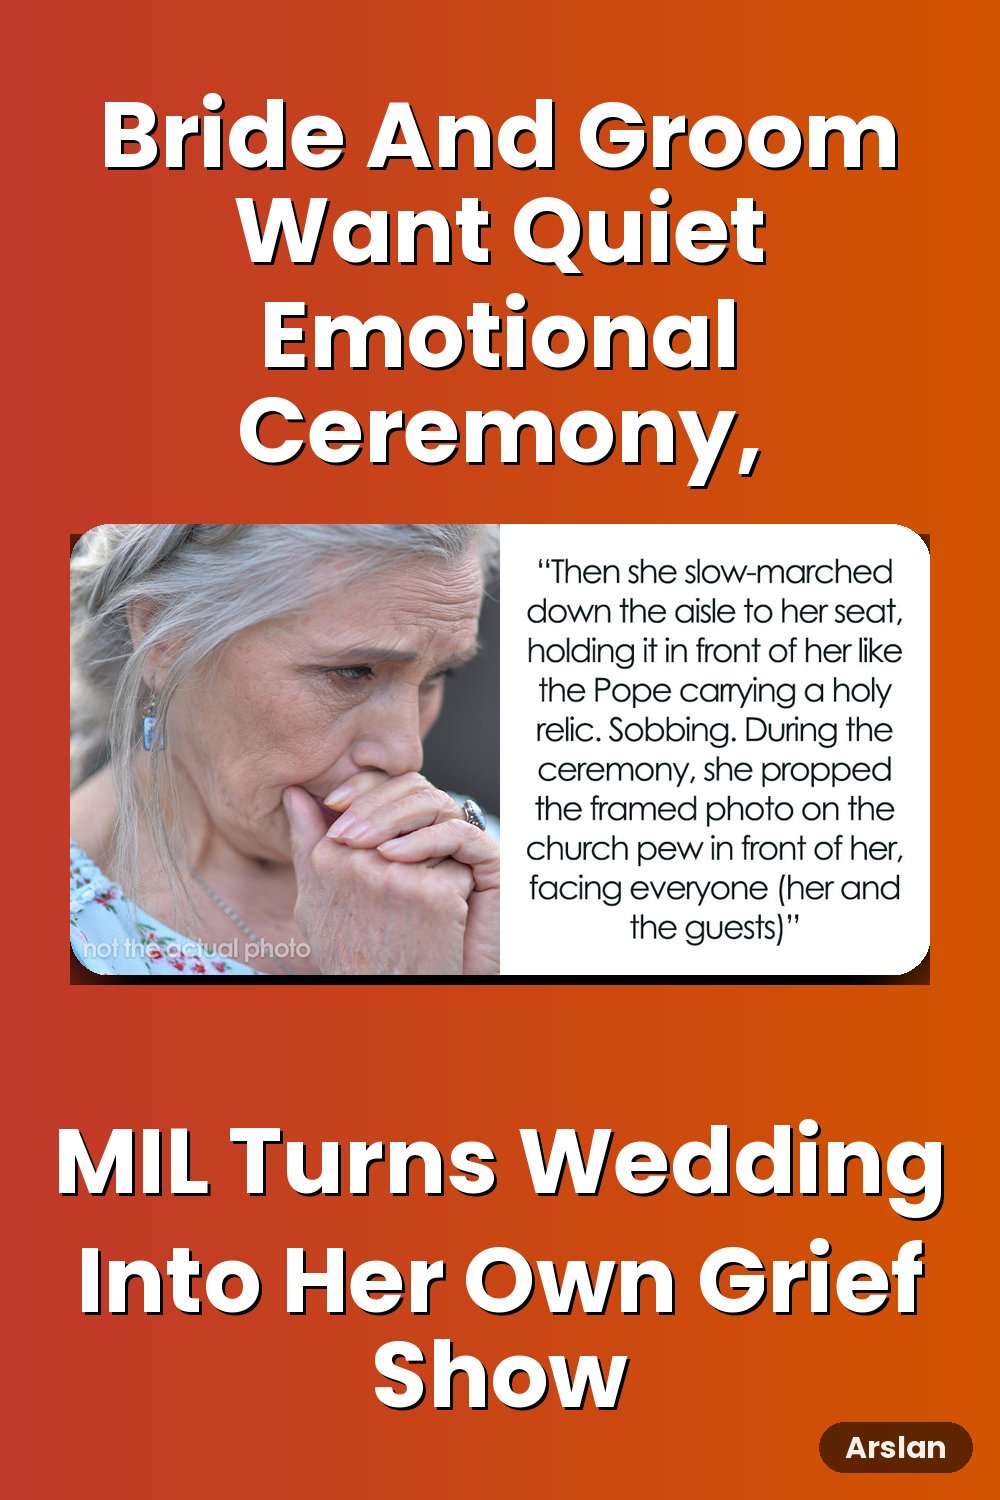 Bride And Groom
Want Quiet
Emotional
Ceremony,
“Then she slow-marched
down the aisle to her seat,
holding it in front of her like
the Pope carrying a holy
relic. Sobbing. During the
ceremony, she propped
the framed photo on the
church pew in front of her,
facing everyone (her and
the guests)”
not the actual photo
MIL Turns Wedding
Into Her Own Grief
Show
Arslan